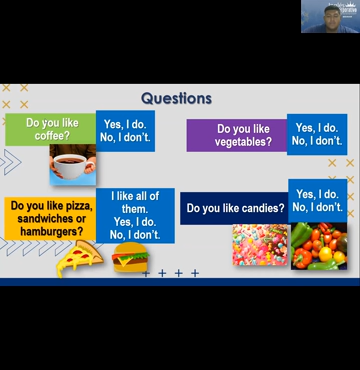 Questions
Do you like
coffee?
Yes, I do.
No, I don't.
Do you like
vegetables?
Yes, I do.
No, I don't.
Do you like pizza,
sandwiches or
hamburgers?
I like all of
them.
Yes, I do.
No, I don't.
Do you like candies?
Yes, I do.
No, I don't.